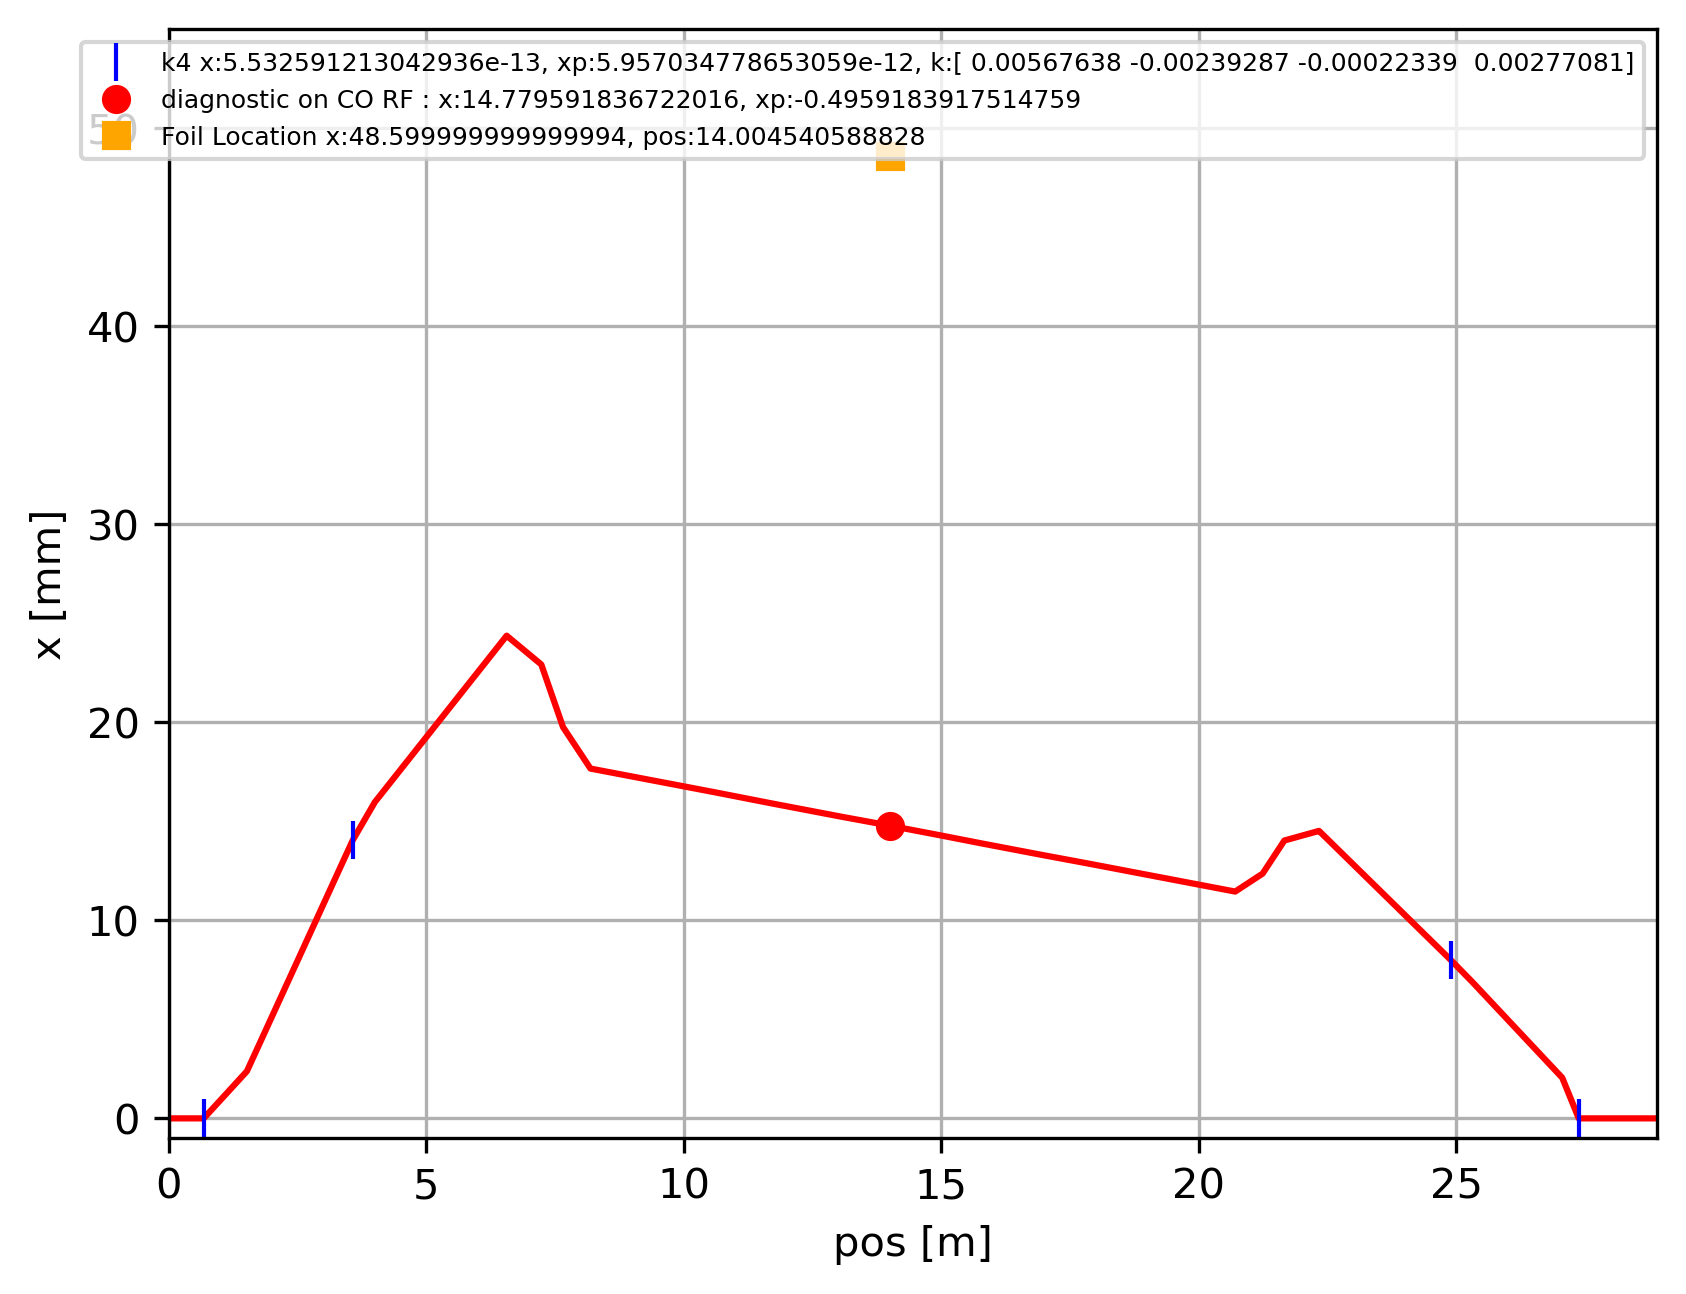 k4 x:5.532591213042936e-13, xp:5.957034778653059e-12, k:[ 0.00567638 -0.00239287 -0.00022339  0.00277081]
diagnostic on CO RF : x:14.779591836722016, xp:-0.4959183917514759
Foil Location x:48.599999999999994, pos:14.004540588828
50
40
30
20
10
0
x [mm]
0 5 10 15 20 25
pos [m]